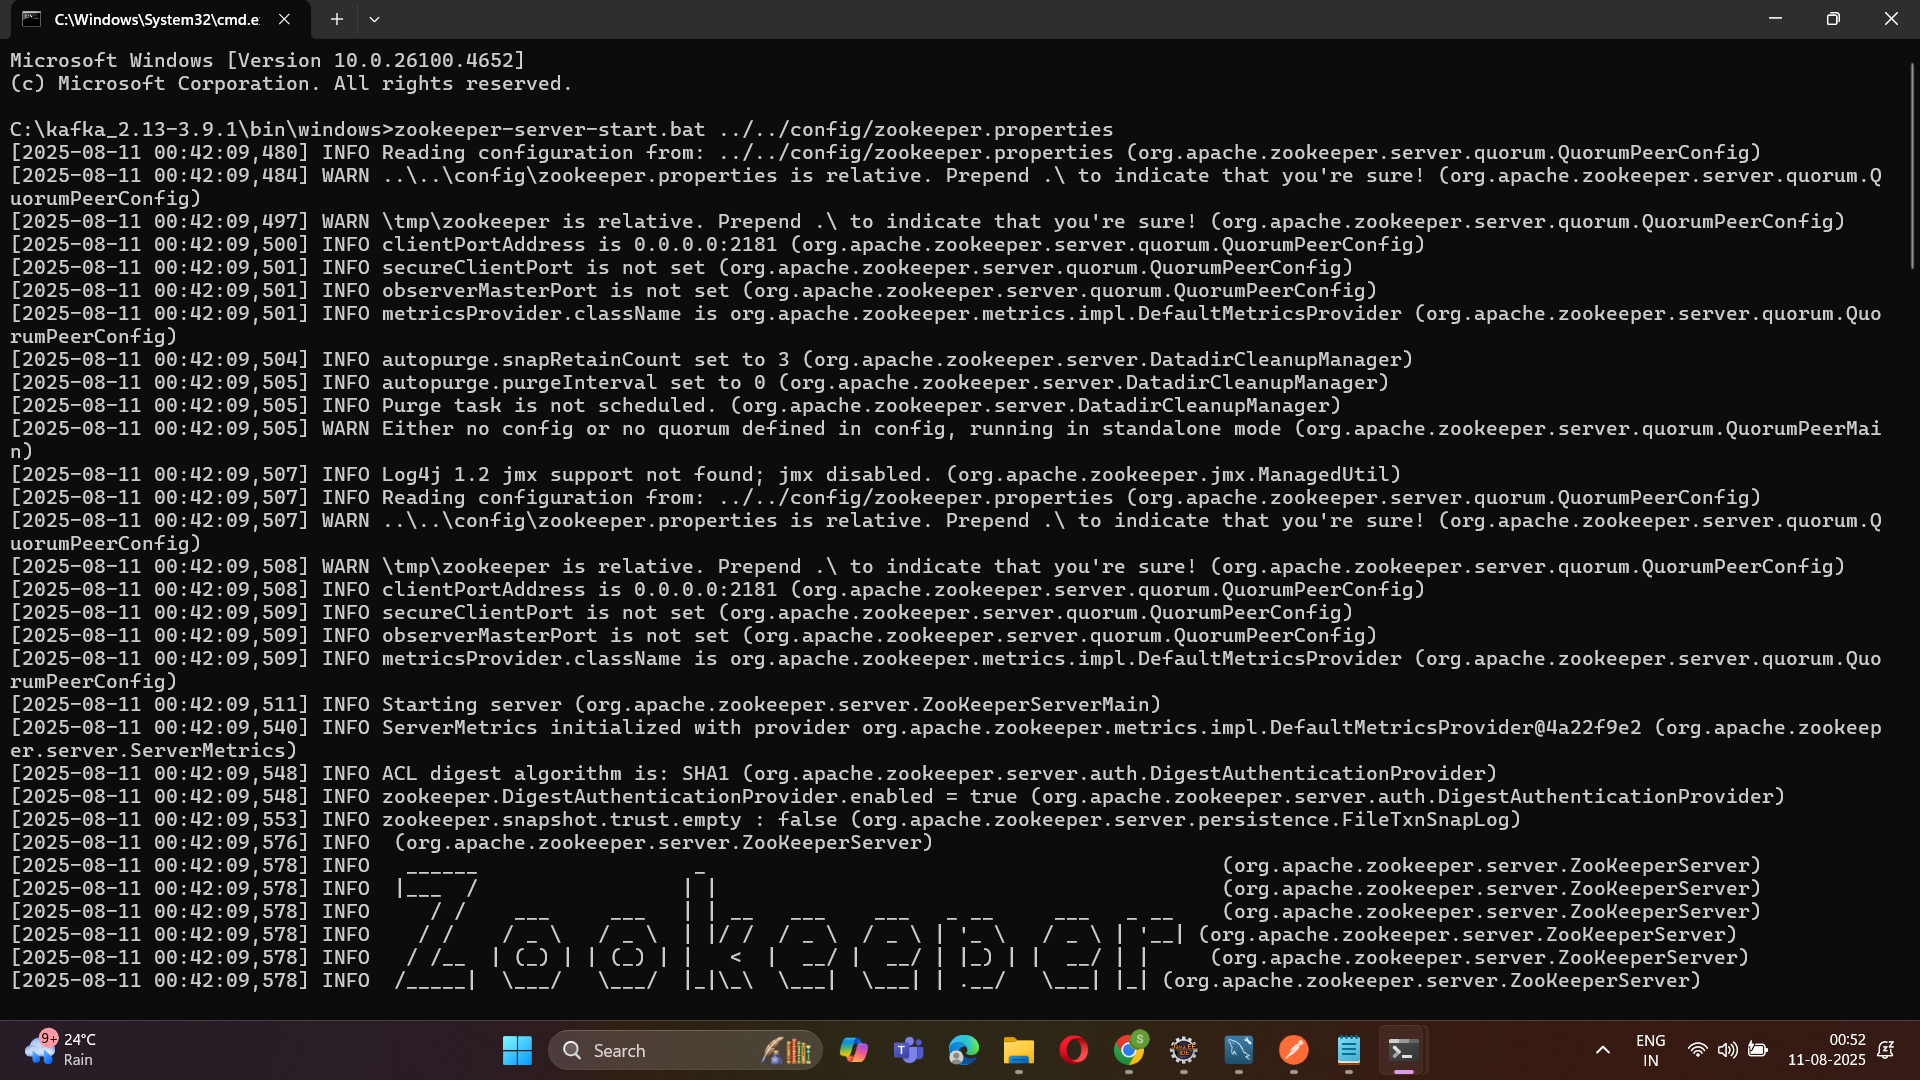 C:\Windows\System32\cmd.e
Microsoft Windows [Version 10.0.26100.4652]
(c) Microsoft Corporation. All rights reserved.
C:\kafka_2.13-3.9.1\bin\windows>zookeeper-server-start.bat ../../config/zookeeper.properties
[2025-08-11 00:42:09,480] INFO Reading configuration from: ../../config/zookeeper.properties (org.apache.zookeeper.server.quorum.QuorumPeerConfig)
[2025-08-11 00:42:09,484] WARN ..\..\config\zookeeper.properties is relative. Prepend .\ to indicate that you're sure! (org.apache.zookeeper.server.quorum.Q
uorumPeerConfig)
[2025-08-11 00:42:09,497] WARN \tmp\zookeeper is relative. Prepend .\ to indicate that you're sure! (org.apache.zookeeper.server.quorum.QuorumPeerConfig)
[2025-08-11 00:42:09,500] INFO clientPortAddress is 0.0.0.0:2181 (org.apache.zookeeper.server.quorum.QuorumPeerConfig)
[2025-08-11 00:42:09,501] INFO secureClientPort is not set (org.apache.zookeeper.server.quorum.QuorumPeerConfig)
[2025-08-11 00:42:09,501] INFO observerMasterPort is not set (org.apache.zookeeper.server.quorum.QuorumPeerConfig)
[2025-08-11 00:42:09,501] INFO metricsProvider.className is org.apache.zookeeper.metrics.impl.DefaultMetricsProvider (org.apache.zookeeper.server.quorum.Quo
rumPeerConfig)
[2025-08-11 00:42:09,504] INFO autopurge.snapRetainCount set to 3 (org.apache.zookeeper.server.DatadirCleanupManager)
[2025-08-11 00:42:09,505] INFO autopurge.purgeInterval set to 0 (org.apache.zookeeper.server.DatadirCleanupManager)
[2025-08-11 00:42:09,505] INFO Purge task is not scheduled. (org.apache.zookeeper.server.DatadirCleanupManager)
[2025-08-11 00:42:09,505] WARN Either no config or no quorum defined in config, running in standalone mode (org.apache.zookeeper.server.quorum.QuorumPeerMai
n)
[2025-08-11 00:42:09,507] INFO Log4j 1.2 jmx support not found; jmx disabled. (org.apache.zookeeper.jmx.ManagedUtil)
[2025-08-11 00:42:09,507] INFO Reading configuration from: ../../config/zookeeper.properties (org.apache.zookeeper.server.quorum.QuorumPeerConfig)
[2025-08-11 00:42:09,507] WARN ..\..\config\zookeeper.properties is relative. Prepend .\ to indicate that you're sure! (org.apache.zookeeper.server.quorum.Q
uorumPeerConfig)
[2025-08-11 00:42:09,508] WARN \tmp\zookeeper is relative. Prepend .\ to indicate that you're sure! (org.apache.zookeeper.server.quorum.QuorumPeerConfig)
[2025-08-11 00:42:09,508] INFO clientPortAddress is 0.0.0.0:2181 (org.apache.zookeeper.server.quorum.QuorumPeerConfig)
[2025-08-11 00:42:09,509] INFO secureClientPort is not set (org.apache.zookeeper.server.quorum.QuorumPeerConfig)
[2025-08-11 00:42:09,509] INFO observerMasterPort is not set (org.apache.zookeeper.server.quorum.QuorumPeerConfig)
[2025-08-11 00:42:09,509] INFO metricsProvider.className is org.apache.zookeeper.metrics.impl.DefaultMetricsProvider (org.apache.zookeeper.server.quorum.Quo
rumPeerConfig)
[2025-08-11 00:42:09,511] INFO Starting server (org.apache.zookeeper.server.ZooKeeperServerMain)
[2025-08-11 00:42:09,540] INFO ServerMetrics initialized with provider org.apache.zookeeper.metrics.impl.DefaultMetricsProvider@4a22f9e2 (org.apache.zookeep
er.server.ServerMetrics)
[2025-08-11 00:42:09,548] INFO ACL digest algorithm is: SHA1 (org.apache.zookeeper.server.auth.DigestAuthenticationProvider)
[2025-08-11 00:42:09,548] INFO zookeeper.DigestAuthenticationProvider.enabled = true (org.apache.zookeeper.server.auth.DigestAuthenticationProvider)
[2025-08-11 00:42:09,553] INFO zookeeper.snapshot.trust.empty : false (org.apache.zookeeper.server.persistence.FileTxnSnapLog)
[2025-08-11 00:42:09,576] INFO  (org.apache.zookeeper.server.ZooKeeperServer)
[2025-08-11 00:42:09,578] INFO   ______                  _                                           (org.apache.zookeeper.server.ZooKeeperServer)
[2025-08-11 00:42:09,578] INFO  |___  /                 | |                                          (org.apache.zookeeper.server.ZooKeeperServer)
[2025-08-11 00:42:09,578] INFO     / /    ___     ___   | | __   ___    ___   _ __     ___   _ __    (org.apache.zookeeper.server.ZooKeeperServer)
[2025-08-11 00:42:09,578] INFO    / /    / _ \   / _ \  | |/ /  / _ \  / _ \ | '_ \   / _ \ | '__| (org.apache.zookeeper.server.ZooKeeperServer)
[2025-08-11 00:42:09,578] INFO   / /__  | (_) | | (_) | |   <  |  __/ |  __/ | |_) | |  __/ | |     (org.apache.zookeeper.server.ZooKeeperServer)
[2025-08-11 00:42:09,578] INFO  /_____|  \___/   \___/  |_|\_\  \___|  \___| | .__/   \___| |_| (org.apache.zookeeper.server.ZooKeeperServer)
9+
24°C
Rain
Search
S
ENG
IN
00:52
11-08-2025